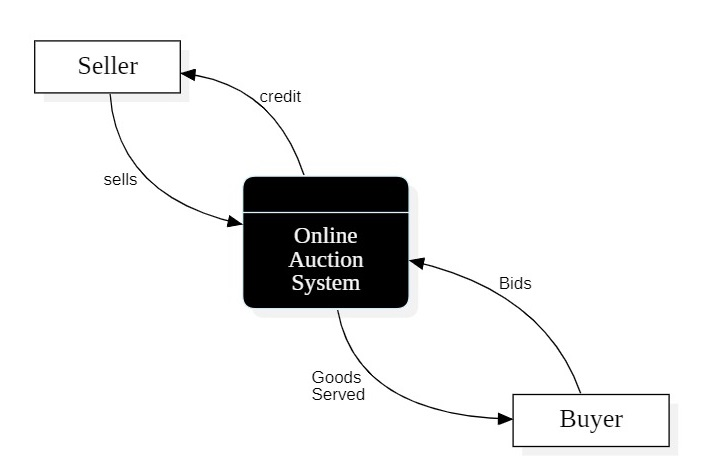 Seller
credit
sells
Online
Auction
System
Bids
Goods
Served
Buyer